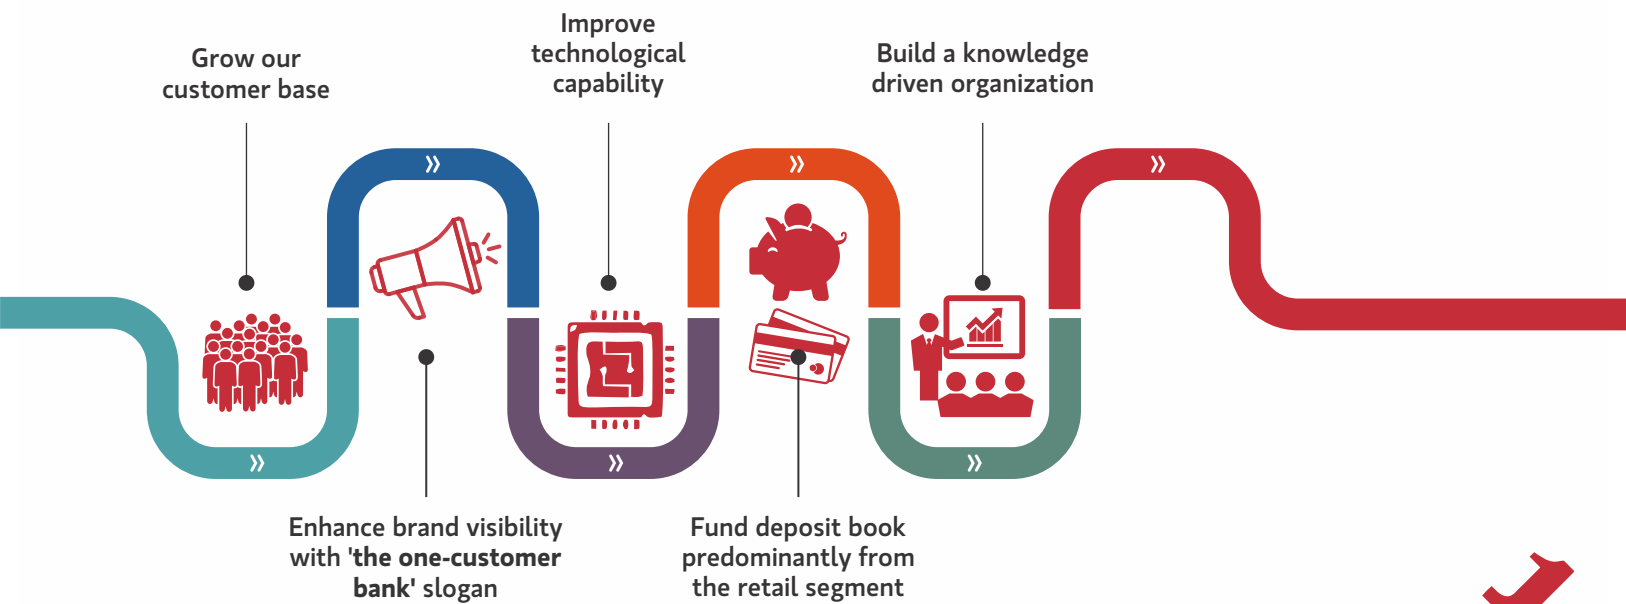 Grow our
customer base
Enhance brand visibility
with 'the one-customer
bank' slogan
Improve
technological
capability
Fund deposit book
predominantly from
the retail segment
Build a knowledge
driven organization